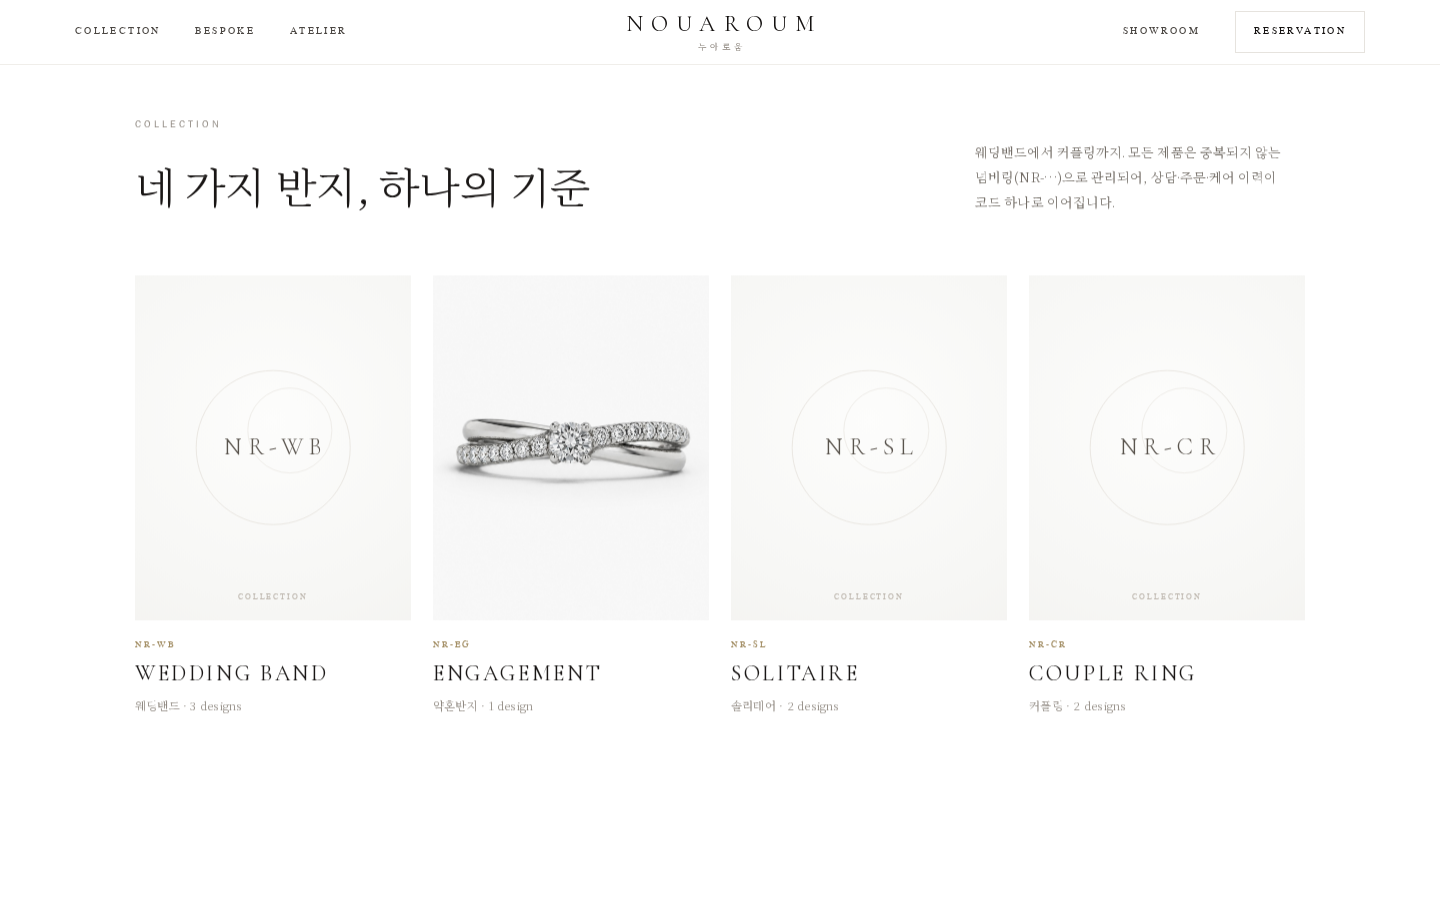 COLLECTION BESPOKE ATELIER
NOUAROUM
누아로움
SHOWROOM RESERVATION
COLLECTION
네 가지 반지, 하나의 기준
웨딩밴드에서 커플링까지. 모든 제품은 중복되지 않는
넘버링(NR-···)으로 관리되어, 상담·주문·케어 이력이
코드 하나로 이어집니다.
NR-WB
COLLECTION
NR-SL
COLLECTION
NR-CR
COLLECTION
NR-WB
WEDDING BAND
웨딩밴드 · 3 designs
NR-EG
ENGAGEMENT
약혼반지 · 1 design
NR-SL
SOLITAIRE
솔리테어 · 2 designs
NR-CR
COUPLE RING
커플링 · 2 designs